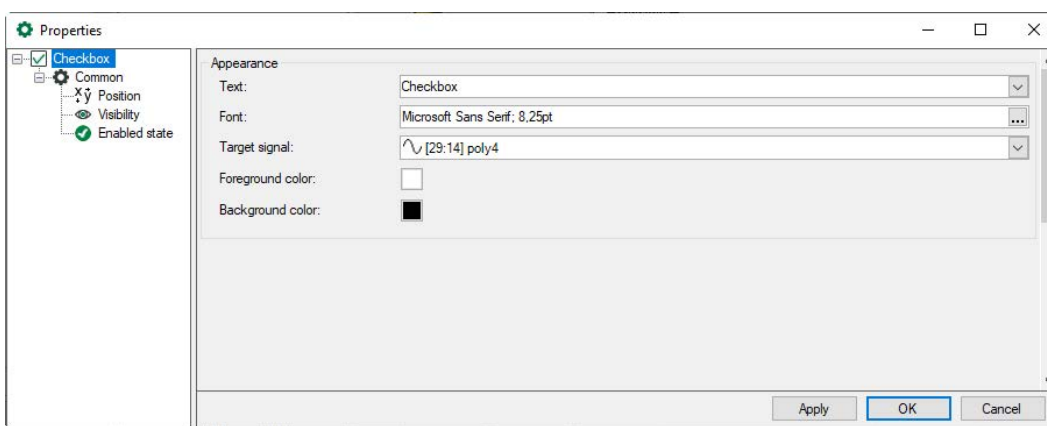 Properties
Checkbox
Common
Position
Visibility
Enabled state
Appearance
Text: Checkbox
Font: Microsoft Sans Serif; 8,25pt ...
Target signal: [29:14] poly4
Foreground color:
Background color:
Apply OK Cancel